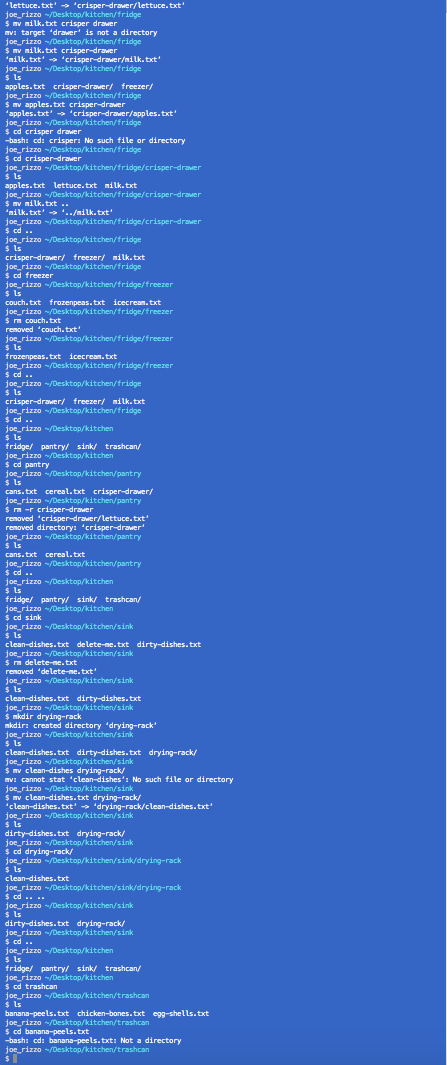 ‘lettuce.txt’ -> ‘crisper-drawer/lettuce.txt’
joe_rizzo ~/Desktop/kitchen/fridge
$ mv milk.txt crisper drawer
mv: target ‘drawer’ is not a directory
joe_rizzo ~/Desktop/kitchen/fridge
$ mv milk.txt crisper-drawer
‘milk.txt’ -> ‘crisper-drawer/milk.txt’
joe_rizzo ~/Desktop/kitchen/fridge
$ ls
apples.txt  crisper-drawer/  freezer/
joe_rizzo ~/Desktop/kitchen/fridge
$ mv apples.txt crisper-drawer
‘apples.txt’ -> ‘crisper-drawer/apples.txt’
joe_rizzo ~/Desktop/kitchen/fridge
$ cd crisper drawer
-bash: cd: crisper: No such file or directory
joe_rizzo ~/Desktop/kitchen/fridge
$ cd crisper-drawer
joe_rizzo ~/Desktop/kitchen/fridge/crisper-drawer
$ ls
apples.txt  lettuce.txt  milk.txt
joe_rizzo ~/Desktop/kitchen/fridge/crisper-drawer
$ mv milk.txt ..
‘milk.txt’ -> ‘../milk.txt’
joe_rizzo ~/Desktop/kitchen/fridge/crisper-drawer
$ cd ..
joe_rizzo ~/Desktop/kitchen/fridge
$ ls
crisper-drawer/  freezer/  milk.txt
joe_rizzo ~/Desktop/kitchen/fridge
$ cd freezer
joe_rizzo ~/Desktop/kitchen/fridge/freezer
$ ls
couch.txt  frozenpeas.txt  icecream.txt
joe_rizzo ~/Desktop/kitchen/fridge/freezer
$ rm couch.txt
removed ‘couch.txt’
joe_rizzo ~/Desktop/kitchen/fridge/freezer
$ ls
frozenpeas.txt  icecream.txt
joe_rizzo ~/Desktop/kitchen/fridge/freezer
$ cd ..
joe_rizzo ~/Desktop/kitchen/fridge
$ ls
crisper-drawer/  freezer/  milk.txt
joe_rizzo ~/Desktop/kitchen/fridge
$ cd ..
joe_rizzo ~/Desktop/kitchen
$ ls
fridge/  pantry/  sink/  trashcan/
joe_rizzo ~/Desktop/kitchen
$ cd pantry
joe_rizzo ~/Desktop/kitchen/pantry
$ ls
cans.txt  cereal.txt  crisper-drawer/
joe_rizzo ~/Desktop/kitchen/pantry
$ rm -r crisper-drawer
removed ‘crisper-drawer/lettuce.txt’
removed directory: ‘crisper-drawer’
joe_rizzo ~/Desktop/kitchen/pantry
$ ls
cans.txt  cereal.txt
joe_rizzo ~/Desktop/kitchen/pantry
$ cd ..
joe_rizzo ~/Desktop/kitchen
$ ls
fridge/  pantry/  sink/  trashcan/
joe_rizzo ~/Desktop/kitchen
$ cd sink
joe_rizzo ~/Desktop/kitchen/sink
$ ls
clean-dishes.txt  delete-me.txt  dirty-dishes.txt
joe_rizzo ~/Desktop/kitchen/sink
$ rm delete-me.txt
removed ‘delete-me.txt’
joe_rizzo ~/Desktop/kitchen/sink
$ ls
clean-dishes.txt  dirty-dishes.txt
joe_rizzo ~/Desktop/kitchen/sink
$ mkdir drying-rack
mkdir: created directory ‘drying-rack’
joe_rizzo ~/Desktop/kitchen/sink
$ ls
clean-dishes.txt  dirty-dishes.txt  drying-rack/
joe_rizzo ~/Desktop/kitchen/sink
$ mv clean-dishes drying-rack/
mv: cannot stat ‘clean-dishes’: No such file or directory
joe_rizzo ~/Desktop/kitchen/sink
$ mv clean-dishes.txt drying-rack/
‘clean-dishes.txt’ -> ‘drying-rack/clean-dishes.txt’
joe_rizzo ~/Desktop/kitchen/sink
$ ls
dirty-dishes.txt  drying-rack/
joe_rizzo ~/Desktop/kitchen/sink
$ cd drying-rack/
joe_rizzo ~/Desktop/kitchen/sink/drying-rack
$ ls
clean-dishes.txt
joe_rizzo ~/Desktop/kitchen/sink/drying-rack
$ cd .. ..
joe_rizzo ~/Desktop/kitchen/sink
$ ls
dirty-dishes.txt  drying-rack/
joe_rizzo ~/Desktop/kitchen/sink
$ cd ..
joe_rizzo ~/Desktop/kitchen
$ ls
fridge/  pantry/  sink/  trashcan/
joe_rizzo ~/Desktop/kitchen
$ cd trashcan
joe_rizzo ~/Desktop/kitchen/trashcan
$ ls
banana-peels.txt  chicken-bones.txt  egg-shells.txt
joe_rizzo ~/Desktop/kitchen/trashcan
$ cd banana-peels.txt
-bash: cd: banana-peels.txt: Not a directory
joe_rizzo ~/Desktop/kitchen/trashcan
$